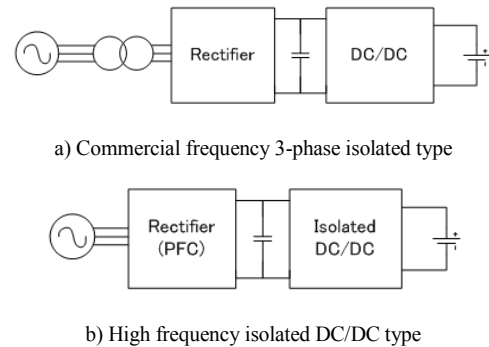 Rectifier
DC/DC
+
a) Commercial frequency 3-phase isolated type
Rectifier
(PFC)
Isolated
DC/DC
+
b) High frequency isolated DC/DC type